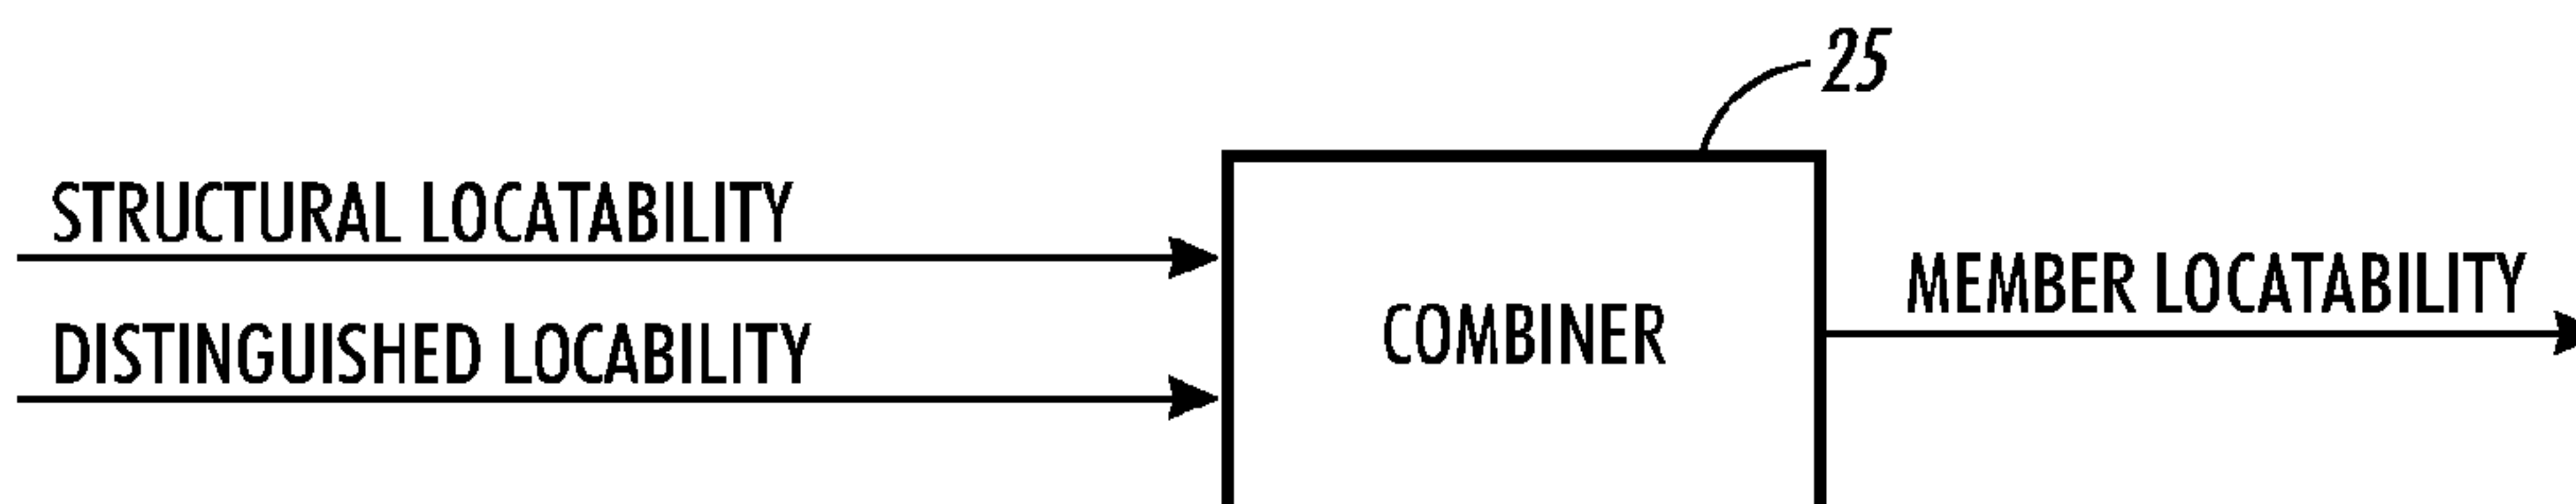 25
STRUCTURAL LOCATABILITY
DISTINGUISHED LOCABILITY
COMBINER
MEMBER LOCATABILITY